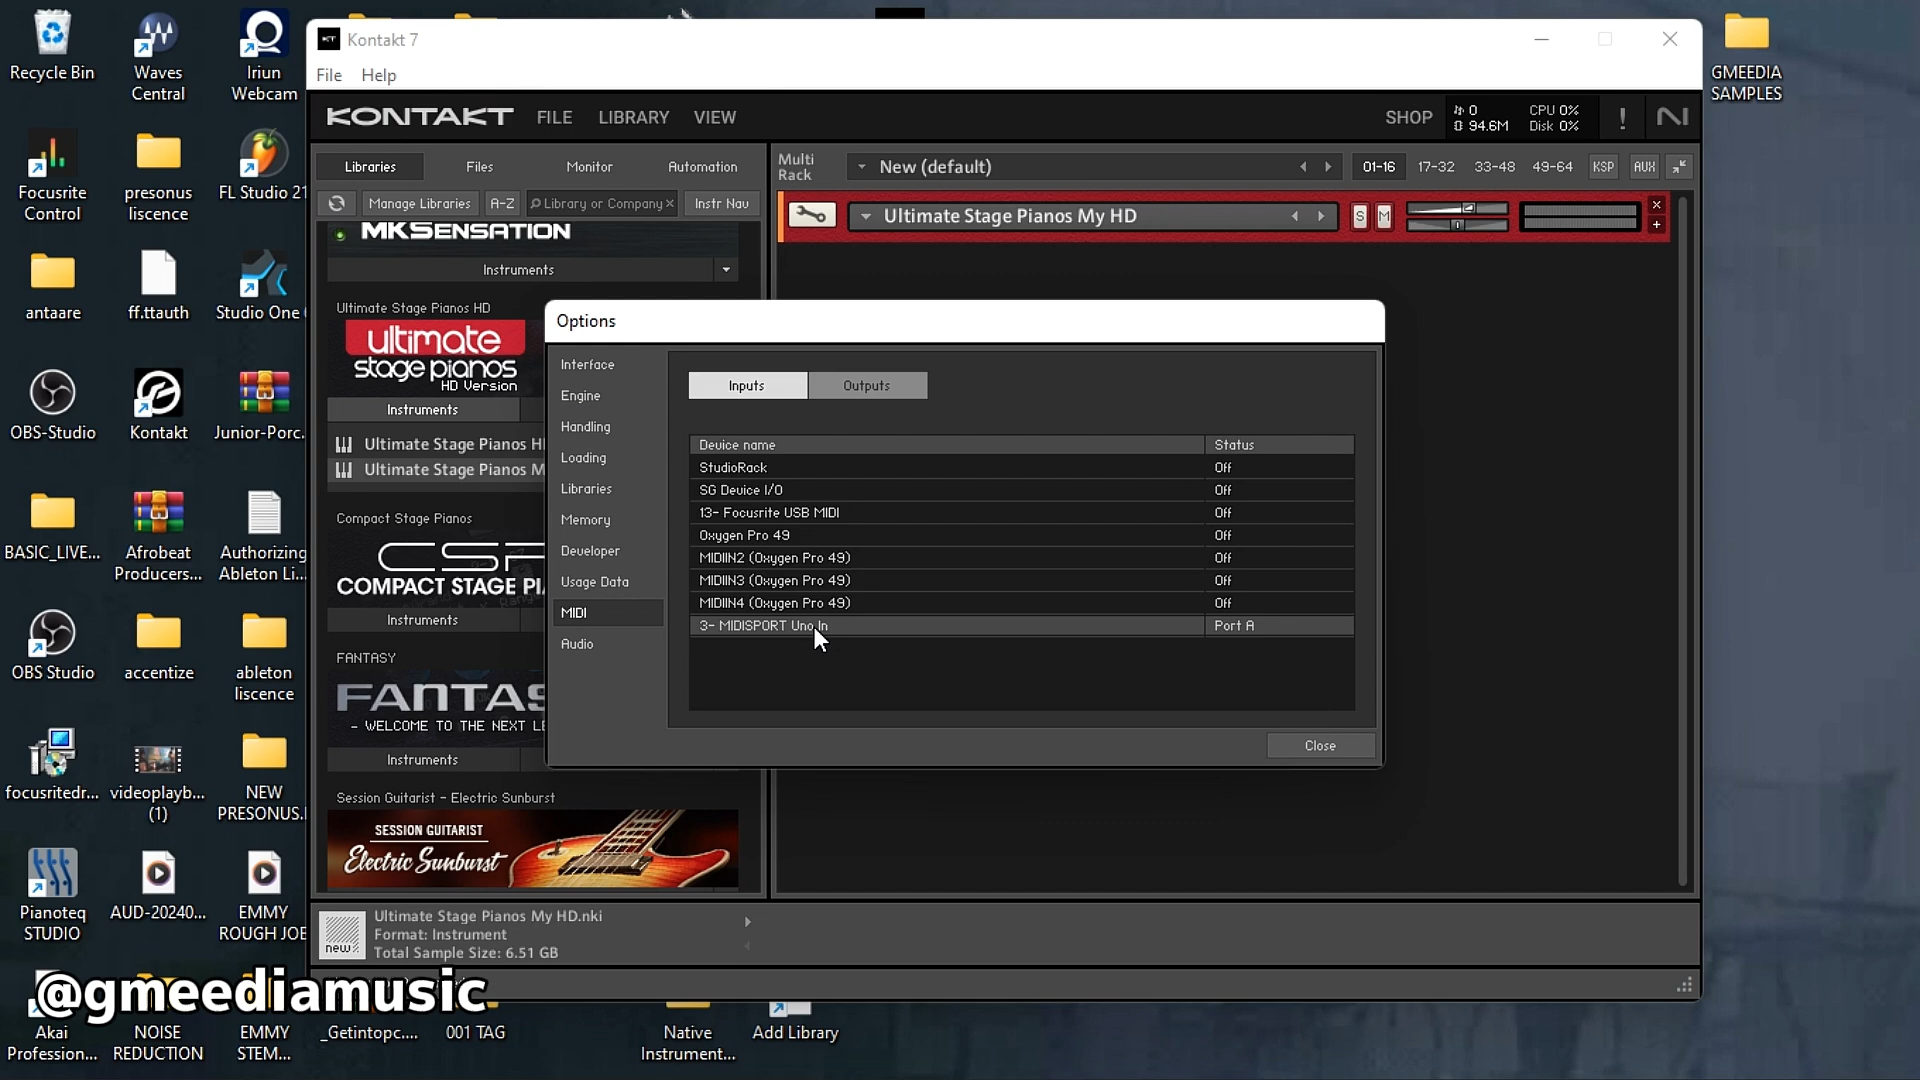 Recycle Bin
Waves
Central
Iriun
Webcam
GMEEDIA
SAMPLES
Focusrite
Control
presonus
liscence
FL Studio 21
antaare
ff.ttauth
Studio One
OBS-Studio
Kontakt
Junior-Porc...
BASIC_LIVE...
Afrobeat
Producers...
Authorizing
Ableton Li...
OBS Studio
accentize
ableton
liscence
focusritedr...
videoplayb...
(1)
NEW
PRESONUS.
Pianoteq
STUDIO
AUD-20240...
EMMY
ROUGH JOB
Akai
Profession...
NOISE
REDUCTION
EMMY
STEM...
_Getintopc....
001 TAG
Native
Instrument...
Add Library
@gmeediamusic
Kontakt 7
File Help
KONTAKT FILE LIBRARY VIEW
SHOP
0
94.6M
CPU 0%
Disk 0%
!
Libraries Files Monitor Automation
Manage Libraries A-Z Library or Company × Instr Nav
MKSENSATION
Instruments
Ultimate Stage Pianos HD
ultimate
stage pianos
HD Version
Instruments
Ultimate Stage Pianos H
Ultimate Stage Pianos M
Compact Stage Pianos
CSP
COMPACT STAGE PI
Instruments
FANTASY
FANTAS
- WELCOME TO THE NEXT LE
Instruments
Session Guitarist - Electric Sunburst
SESSION GUITARIST
Electric Sunburst
Multi
Rack
New (default)
01-16 17-32 33-48 49-64 KSP AUX
Ultimate Stage Pianos My HD
S M
× +
Options
Interface
Engine
Handling
Loading
Libraries
Memory
Developer
Usage Data
MIDI
Audio
Inputs Outputs
Device name Status
StudioRack Off
SG Device I/O Off
13- Focusrite USB MIDI Off
Oxygen Pro 49 Off
MIDIIN2 (Oxygen Pro 49) Off
MIDIIN3 (Oxygen Pro 49) Off
MIDIIN4 (Oxygen Pro 49) Off
3- MIDISPORT Uno In Port A
Close
new
Ultimate Stage Pianos My HD.nki
Format: Instrument
Total Sample Size: 6.51 GB